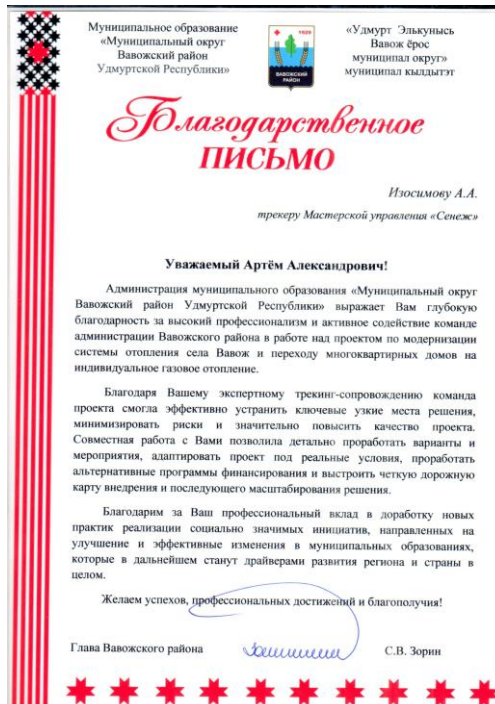 Муниципальное образование
«Муниципальный округ
Вавожский район
Удмуртской Республики»
1929
ВАВОЖСКИЙ
РАЙОН
«Удмурт Элькунысь
Вавож ёрос
муниципал округ»
муниципал кылдытэт
Благодарственное
ПИСЬМО
Изосимову А.А.
трекеру Мастерской управления «Сенеж»
Уважаемый Артём Александрович!
Администрация муниципального образования «Муниципальный округ
Вавожский район Удмуртской Республики» выражает Вам глубокую
благодарность за высокий профессионализм и активное содействие команде
администрации Вавожского района в работе над проектом по модернизации
системы отопления села Вавож и переходу многоквартирных домов на
индивидуальное газовое отопление.
Благодаря Вашему экспертному трекинг-сопровождению команда
проекта смогла эффективно устранить ключевые узкие места решения,
минимизировать риски и значительно повысить качество проекта.
Совместная работа с Вами позволила детально проработать варианты и
мероприятия, адаптировать проект под реальные условия, проработать
альтернативные программы финансирования и выстроить четкую дорожную
карту внедрения и последующего масштабирования решения.
Благодарим за Ваш профессиональный вклад в доработку новых
практик реализации социально значимых инициатив, направленных на
улучшение и эффективные изменения в муниципальных образованиях,
которые в дальнейшем станут драйверами развития региона и страны в
целом.
Желаем успехов, профессиональных достижений и благополучия!
Глава Вавожского района
С.В. Зорин